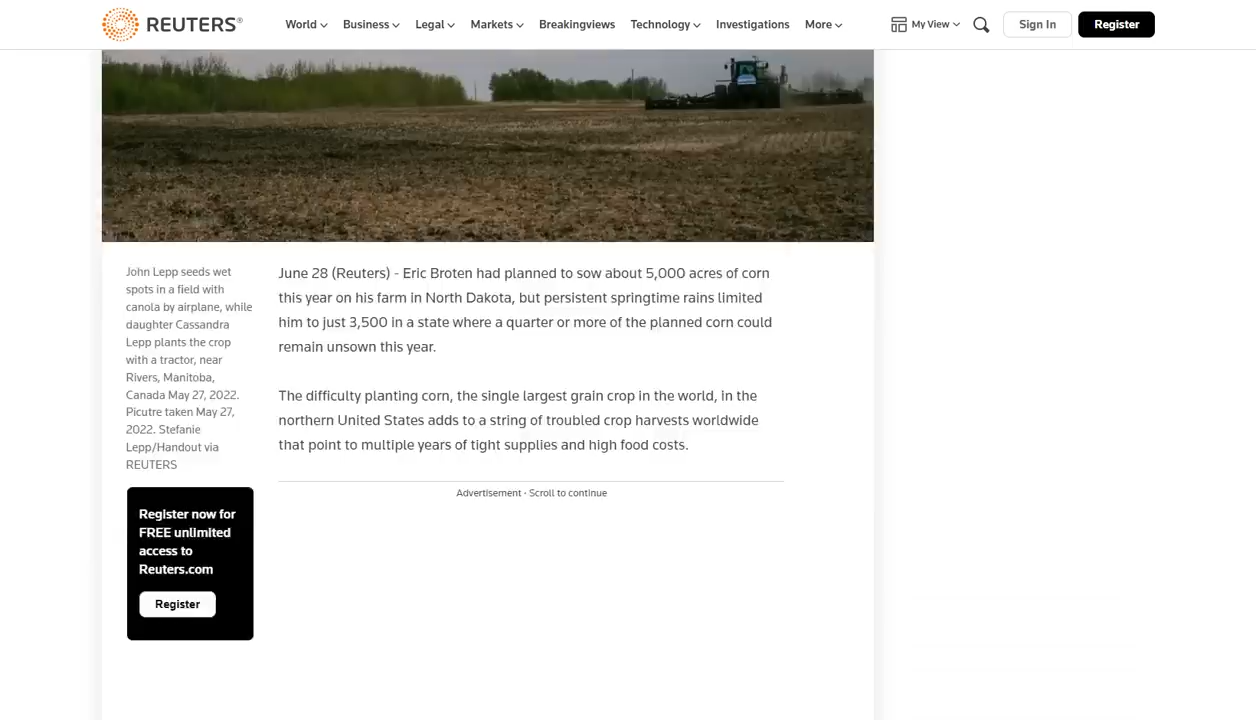 REUTERS®
World
Business
Legal
Markets
Breakingviews
Technology
Investigations
More
My View
Sign In
Register
John Lepp seeds wet
spots in a field with
canola by airplane, while
daughter Cassandra
Lepp plants the crop
with a tractor, near
Rivers, Manitoba,
Canada May 27, 2022.
Picutre taken May 27,
2022. Stefanie
Lepp/Handout via
REUTERS
Register now for
FREE unlimited
access to
Reuters.com
Register
June 28 (Reuters) - Eric Broten had planned to sow about 5,000 acres of corn
this year on his farm in North Dakota, but persistent springtime rains limited
him to just 3,500 in a state where a quarter or more of the planned corn could
remain unsown this year.
The difficulty planting corn, the single largest grain crop in the world, in the
northern United States adds to a string of troubled crop harvests worldwide
that point to multiple years of tight supplies and high food costs.
Advertisement · Scroll to continue